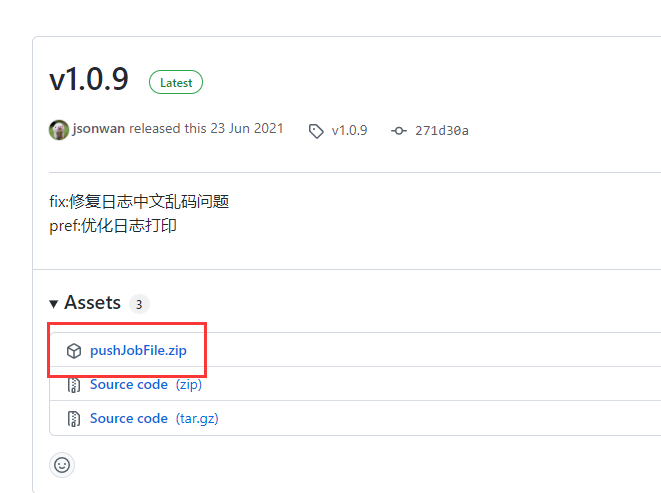 v1.0.9 Latest
jsonwan released this 23 Jun 2021 v1.0.9 271d30a
fix:修复日志中文乱码问题
pref:优化日志打印
Assets 3
pushJobFile.zip
Source code (zip)
Source code (tar.gz)